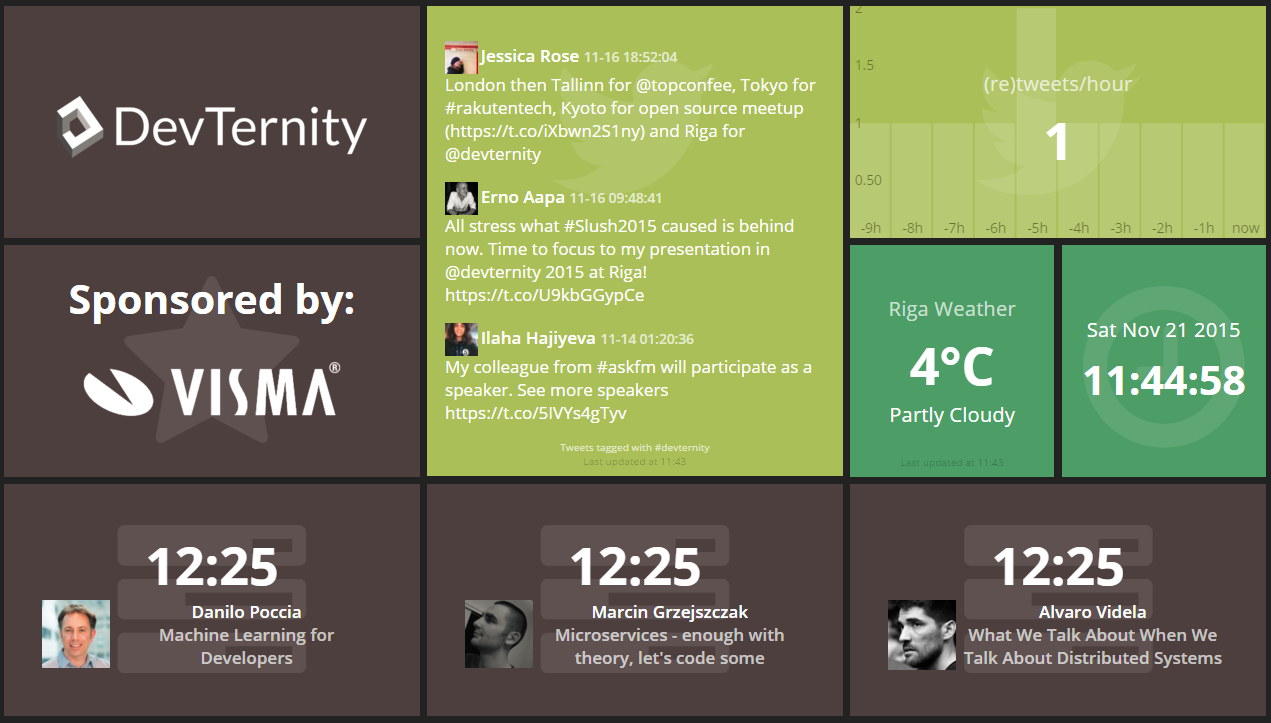 DevTernity
Jessica Rose 11-16 18:52:04
London then Tallinn for @topconfee, Tokyo for
#rakutentech, Kyoto for open source meetup
(https://t.co/iXbwn2S1ny) and Riga for
@devternity
Erno Aapa 11-16 09:48:41
All stress what #Slush2015 caused is behind
now. Time to focus to my presentation in
@devternity 2015 at Riga!
https://t.co/U9kbGGypCe
Ilaha Hajiyeva 11-14 01:20:36
My colleague from #askfm will participate as a
speaker. See more speakers
https://t.co/5IVYs4gTyv
Tweets tagged with #devternity
Last updated at 11:43
2
1.5
(re)tweets/hour
1
1
0.50
-9h -8h -7h -6h -5h -4h -3h -2h -1h now
Sponsored by:
VISMA®
Riga Weather
4°C
Partly Cloudy
Last updated at 11:43
Sat Nov 21 2015
11:44:58
12:25
Danilo Poccia
Machine Learning for
Developers
12:25
Marcin Grzejszczak
Microservices - enough with
theory, let's code some
12:25
Alvaro Videla
What We Talk About When We
Talk About Distributed Systems